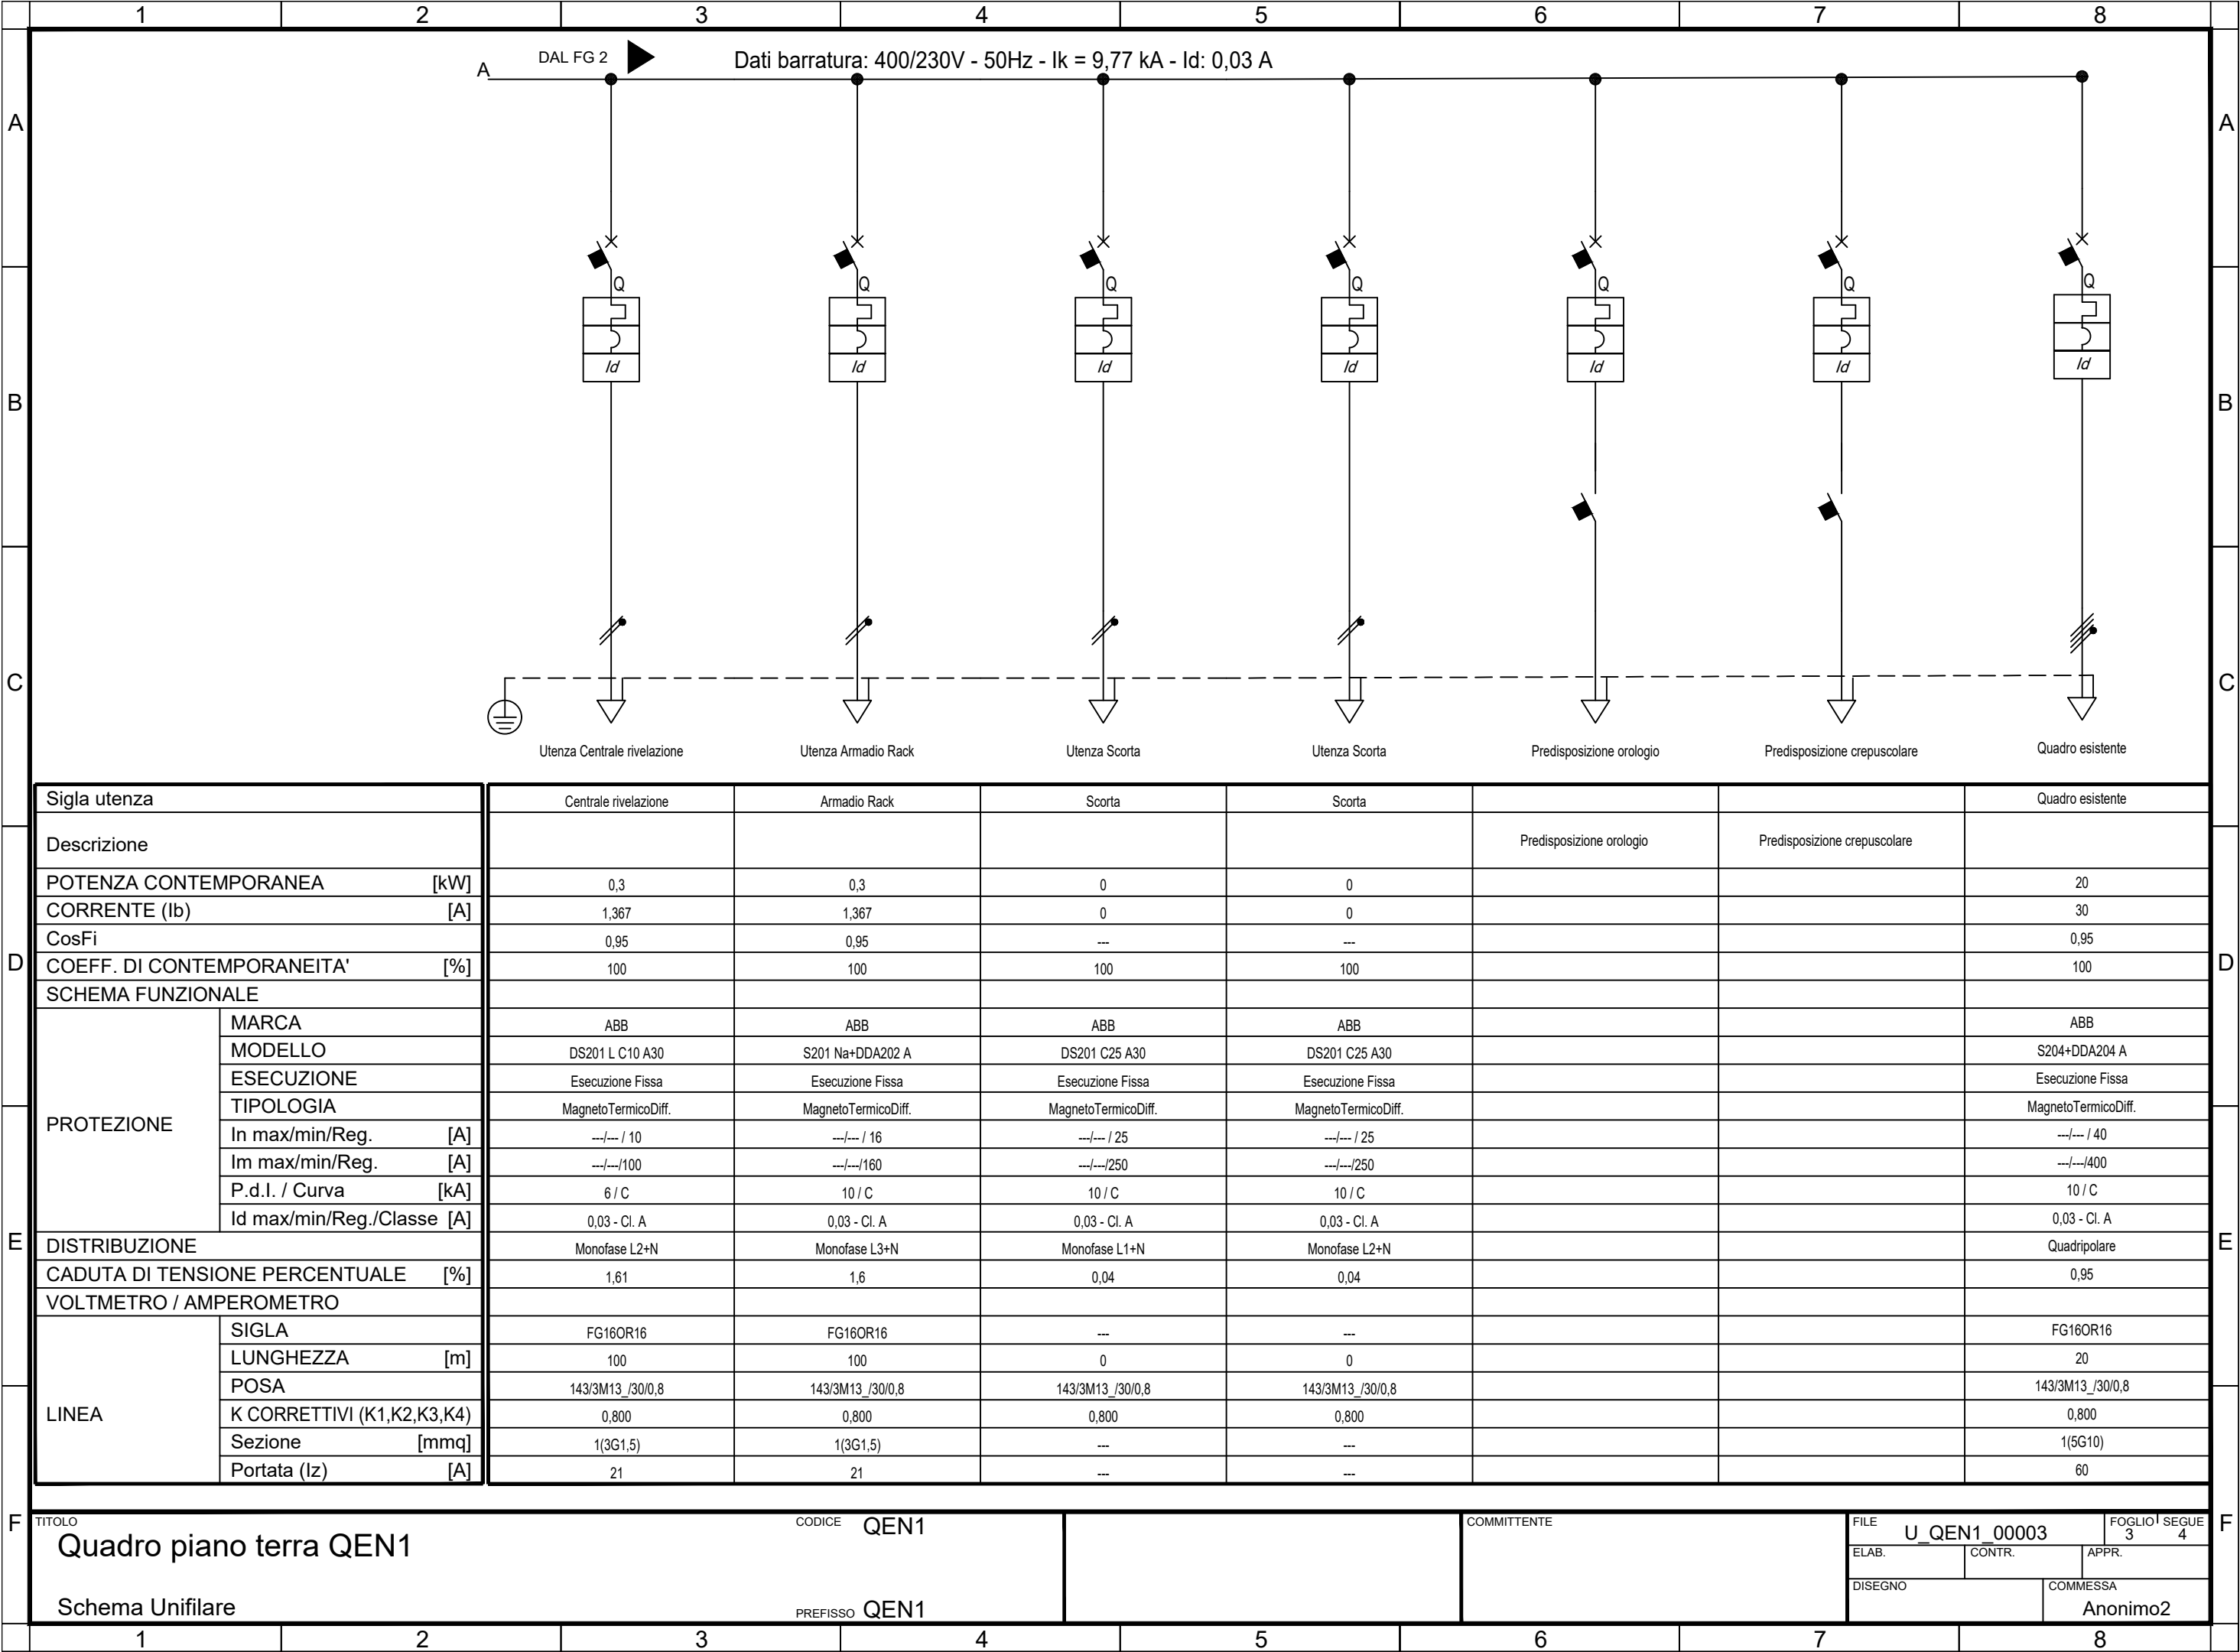 1 2 3 4 5 6 7 8
DAL FG 2 Dati barratura: 400/230V - 50Hz - Ik = 9,77 kA - Id: 0,03 A
A
A A
Q Q Q Q Q Q Q
Id Id Id Id Id Id Id
B B
C C
Utenza Centrale rivelazione Utenza Armadio Rack Utenza Scorta Utenza Scorta Predisposizione orologio Predisposizione crepuscolare Quadro esistente
Sigla utenza Centrale rivelazione Armadio Rack Scorta Scorta Quadro esistente
Descrizione Predisposizione orologio Predisposizione crepuscolare
POTENZA CONTEMPORANEA [kW] 0,3 0,3 0 0 20
CORRENTE (Ib) [A] 1,367 1,367 0 0 30
CosFi 0,95 0,95 --- --- 0,95
D COEFF. DI CONTEMPORANEITA' [%] 100 100 100 100 100 D
SCHEMA FUNZIONALE
PROTEZIONE
MARCA ABB ABB ABB ABB ABB
MODELLO DS201 L C10 A30 S201 Na+DDA202 A DS201 C25 A30 DS201 C25 A30 S204+DDA204 A
ESECUZIONE Esecuzione Fissa Esecuzione Fissa Esecuzione Fissa Esecuzione Fissa Esecuzione Fissa
TIPOLOGIA MagnetoTermicoDiff. MagnetoTermicoDiff. MagnetoTermicoDiff. MagnetoTermicoDiff. MagnetoTermicoDiff.
In max/min/Reg. [A] ---/--- / 10 ---/--- / 16 ---/--- / 25 ---/--- / 25 ---/--- / 40
Im max/min/Reg. [A] ---/---/100 ---/---/160 ---/---/250 ---/---/250 ---/---/400
P.d.I. / Curva [kA] 6 / C 10 / C 10 / C 10 / C 10 / C
Id max/min/Reg./Classe [A] 0,03 - Cl. A 0,03 - Cl. A 0,03 - Cl. A 0,03 - Cl. A 0,03 - Cl. A
E DISTRIBUZIONE Monofase L2+N Monofase L3+N Monofase L1+N Monofase L2+N Quadripolare E
CADUTA DI TENSIONE PERCENTUALE [%] 1,61 1,6 0,04 0,04 0,95
VOLTMETRO / AMPEROMETRO
LINEA
SIGLA FG16OR16 FG16OR16 --- --- FG16OR16
LUNGHEZZA [m] 100 100 0 0 20
POSA 143/3M13_/30/0,8 143/3M13_/30/0,8 143/3M13_/30/0,8 143/3M13_/30/0,8 143/3M13_/30/0,8
K CORRETTIVI (K1,K2,K3,K4) 0,800 0,800 0,800 0,800 0,800
Sezione [mmq] 1(3G1,5) 1(3G1,5) --- --- 1(5G10)
Portata (Iz) [A] 21 21 --- --- 60
F F
TITOLO
Quadro piano terra QEN1
Schema Unifilare
CODICE QEN1
PREFISSO QEN1
COMMITTENTE
FILE U_QEN1_00003
FOGLIO SEGUE
3 4
ELAB. CONTR. APPR.
DISEGNO COMMESSA
Anonimo2
1 2 3 4 5 6 7 8